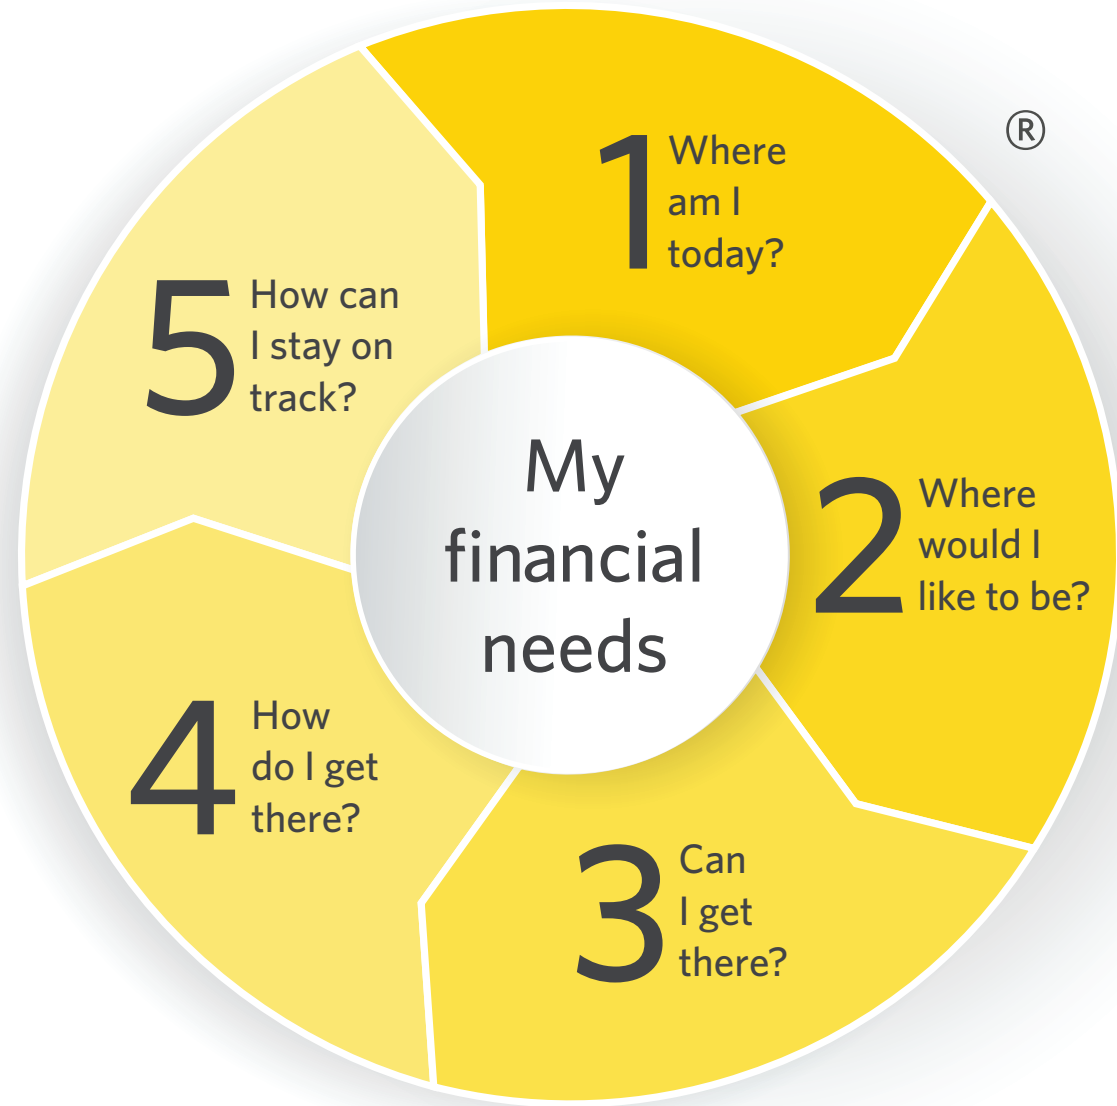 ®
1 Where
am I
today?
2 Where
would I
like to be?
3 Can
I get
there?
4 How
do I get
there?
5 How can
I stay on
track?
My
financial
needs